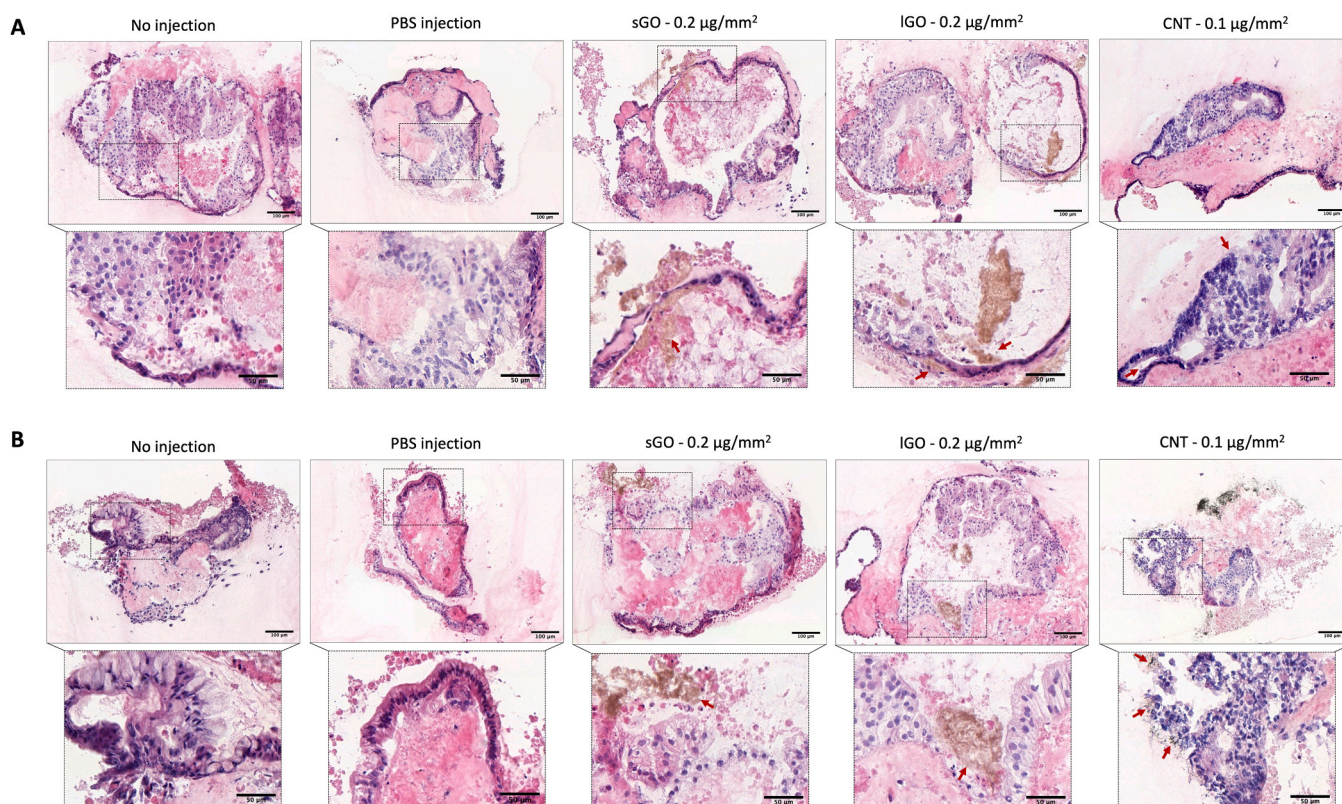 A
No injection
PBS injection
sGO - 0.2 µg/mm²
lGO - 0.2 µg/mm²
CNT - 0.1 µg/mm²
100 µm
100 µm
100 µm
100 µm
100 µm
50 µm
50 µm
50 µm
50 µm
50 µm
B
No injection
PBS injection
sGO - 0.2 µg/mm²
lGO - 0.2 µg/mm²
CNT - 0.1 µg/mm²
100 µm
100 µm
100 µm
100 µm
100 µm
50 µm
50 µm
50 µm
50 µm
50 µm